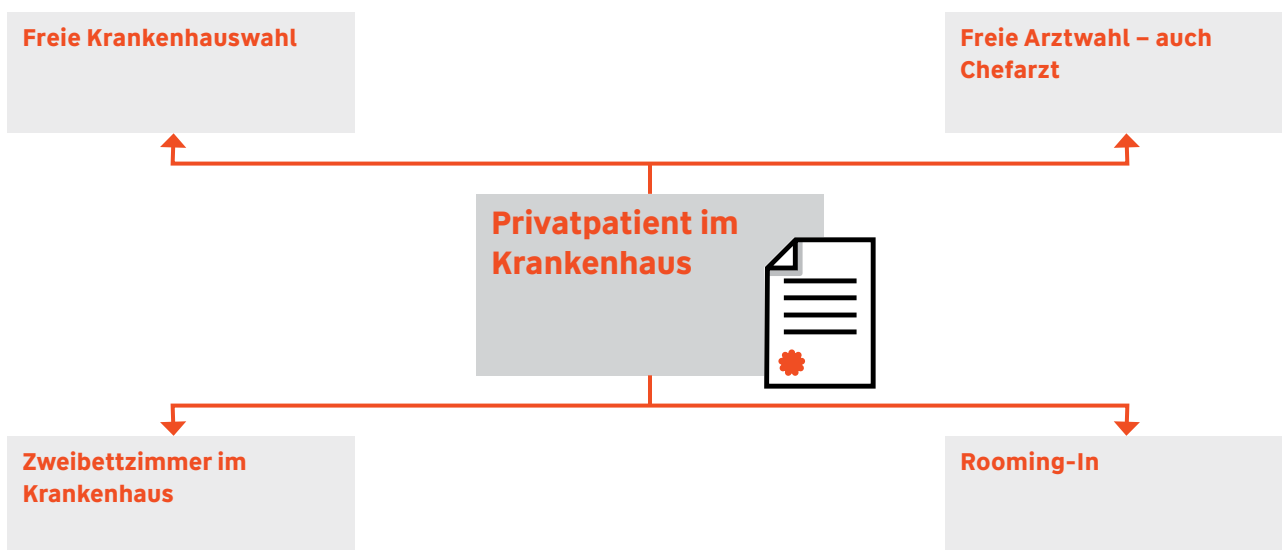 Freie Krankenhauswahl
Freie Arztwahl – auch
Chefarzt
Privatpatient im
Krankenhaus
Zweibettzimmer im
Krankenhaus
Rooming-In